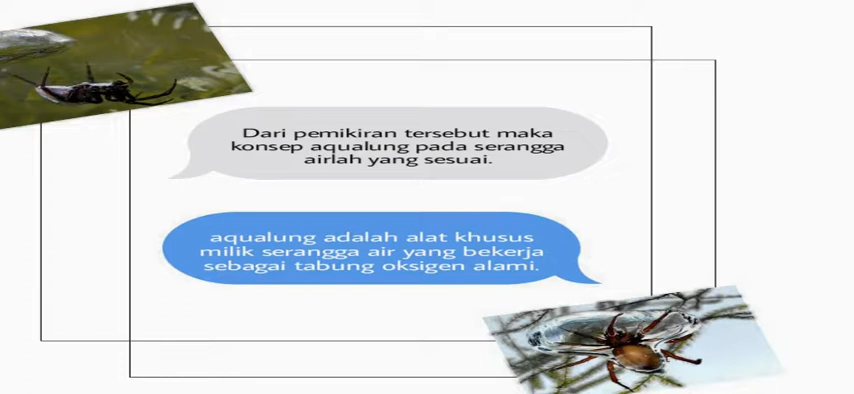 Dari pemikiran tersebut maka
konsep aqualung pada serangga
airlah yang sesuai.
aqualung adalah alat khusus
milik serangga air yang bekerja
sebagai tabung oksigen alami.